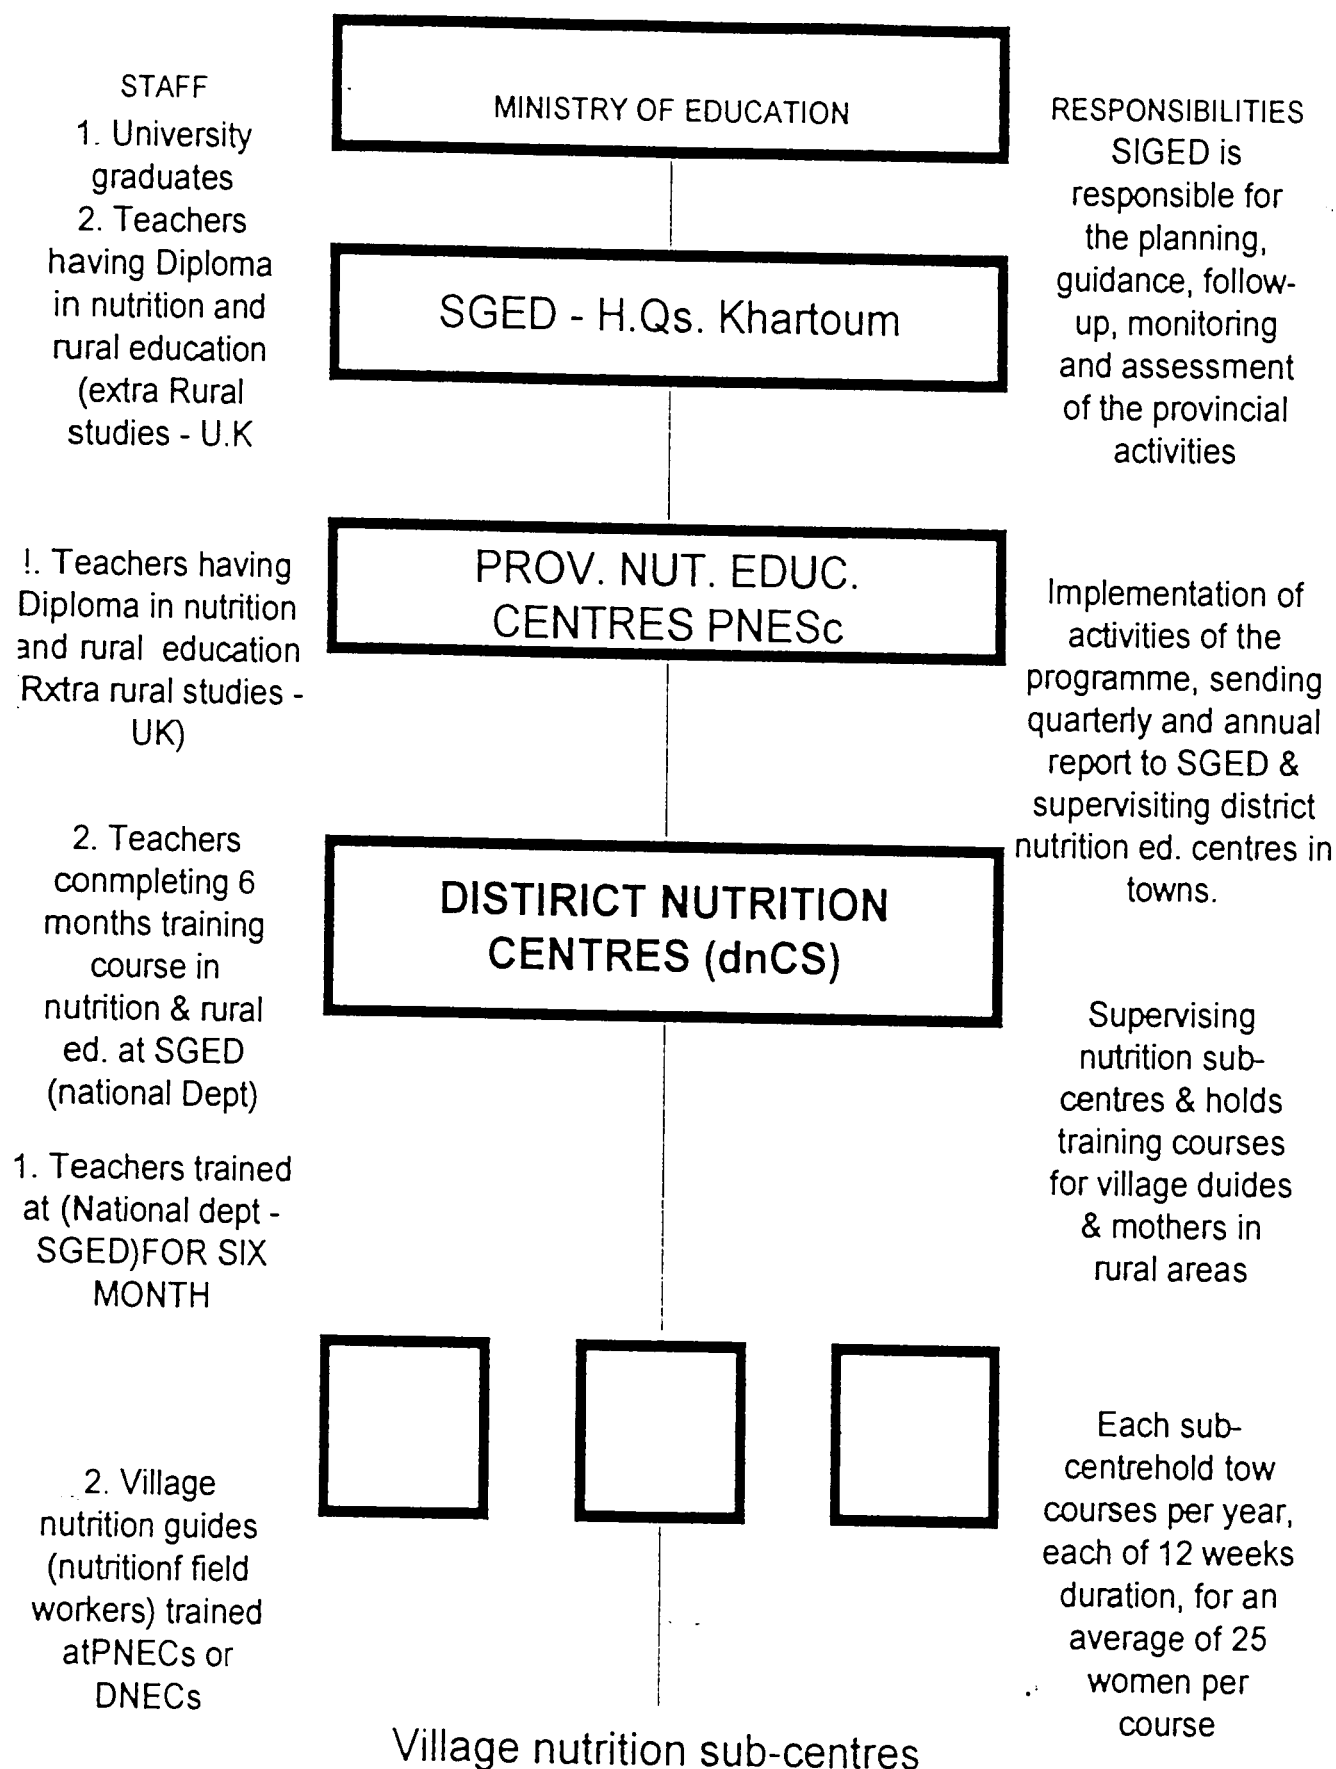 MINISTRY OF EDUCATION
STAFF
1. University
graduates
2. Teachers
having Diploma
in nutrition and
rural education
(extra Rural
studies - U.K
RESPONSIBILITIES
SIGED is
responsible for
the planning,
guidance, follow-
up, monitoring
and assessment
of the provincial
activities
SGED - H.Qs. Khartoum
!. Teachers having
Diploma in nutrition
and rural education
Rxtra rural studies -
UK)
PROV. NUT. EDUC.
CENTRES PNESc
Implementation of
activities of the
programme, sending
quarterly and annual
report to SGED &
supervisiting district
nutrition ed. centres in
towns.
2. Teachers
conmpleting 6
months training
course in
nutrition & rural
ed. at SGED
(national Dept)
DISTIRICT NUTRITION
CENTRES (dnCS)
Supervising
nutrition sub-
centres & holds
training courses
for village duides
& mothers in
rural areas
1. Teachers trained
at (National dept -
SGED)FOR SIX
MONTH
2. Village
nutrition guides
(nutritionf field
workers) trained
atPNECs or
DNECs
Each sub-
centrehold tow
courses per year,
each of 12 weeks
duration, for an
average of 25
women per
course
Village nutrition sub-centres